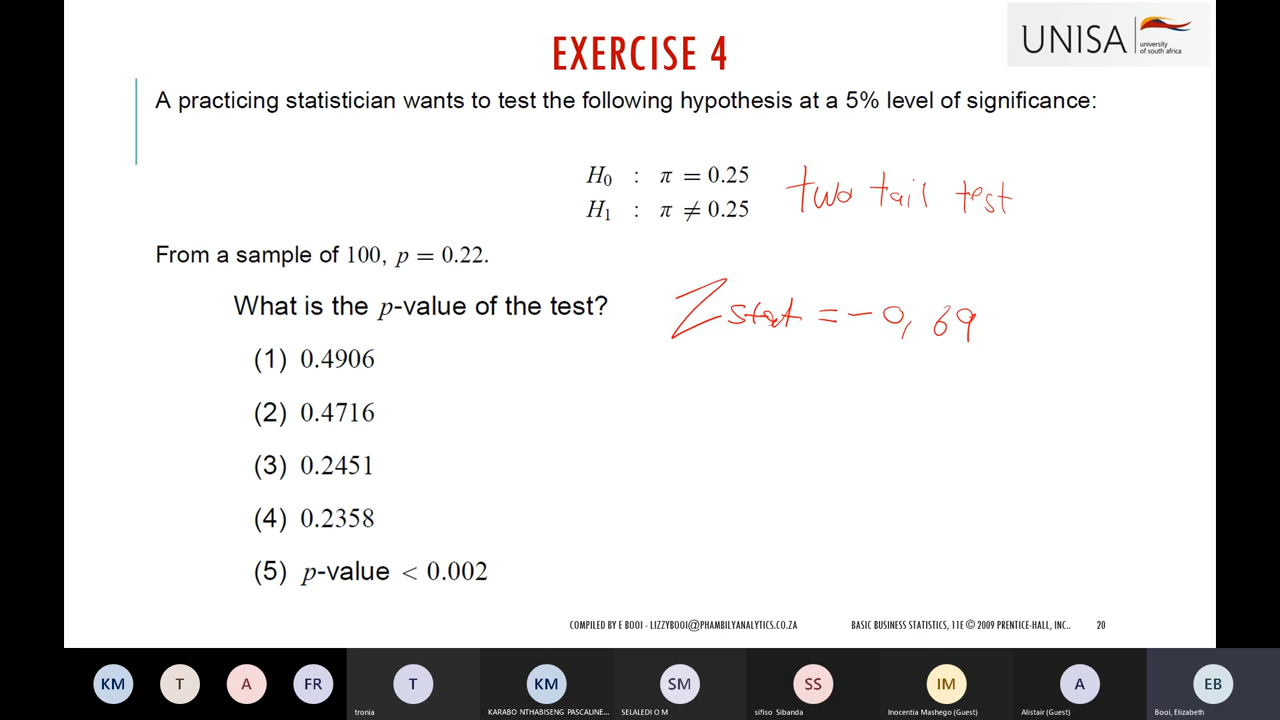 EXERCISE 4
UNISA
university
of south africa
A practicing statistician wants to test the following hypothesis at a 5% level of significance:
H₀ : π = 0.25
H₁ : π ≠ 0.25
two tail test
From a sample of 100, p = 0.22.
What is the p-value of the test?
Zstat = -0,69
(1) 0.4906
(2) 0.4716
(3) 0.2451
(4) 0.2358
(5) p-value < 0.002
COMPILED BY E BOOI - LIZZYBOOI@PHAMBILYANALYTICS.CO.ZA
BASIC BUSINESS STATISTICS, 11E © 2009 PRENTICE-HALL, INC..
20
KM
T
A
FR
T
KM
SM
SS
IM
A
EB
tronia
KARABO NTHABISENG PASCALINE...
SELALEDI O M
sifiso Sibanda
Inocentia Mashego (Guest)
Alistair (Guest)
Booi, Elizabeth